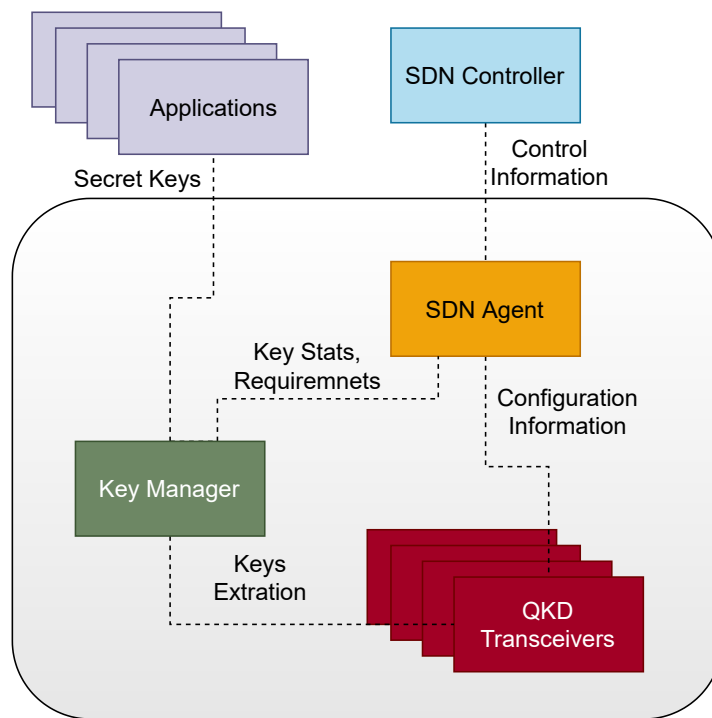 Applications
SDN Controller
Secret Keys
Control
Information
SDN Agent
Key Stats,
Requiremnets
Configuration
Information
Key Manager
Keys
Extration
QKD
Transceivers